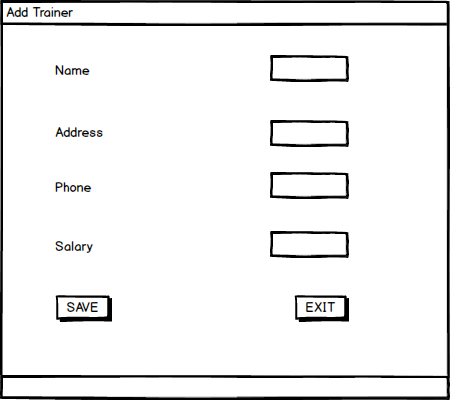 Add Trainer
Name
Address
Phone
Salary
SAVE EXIT